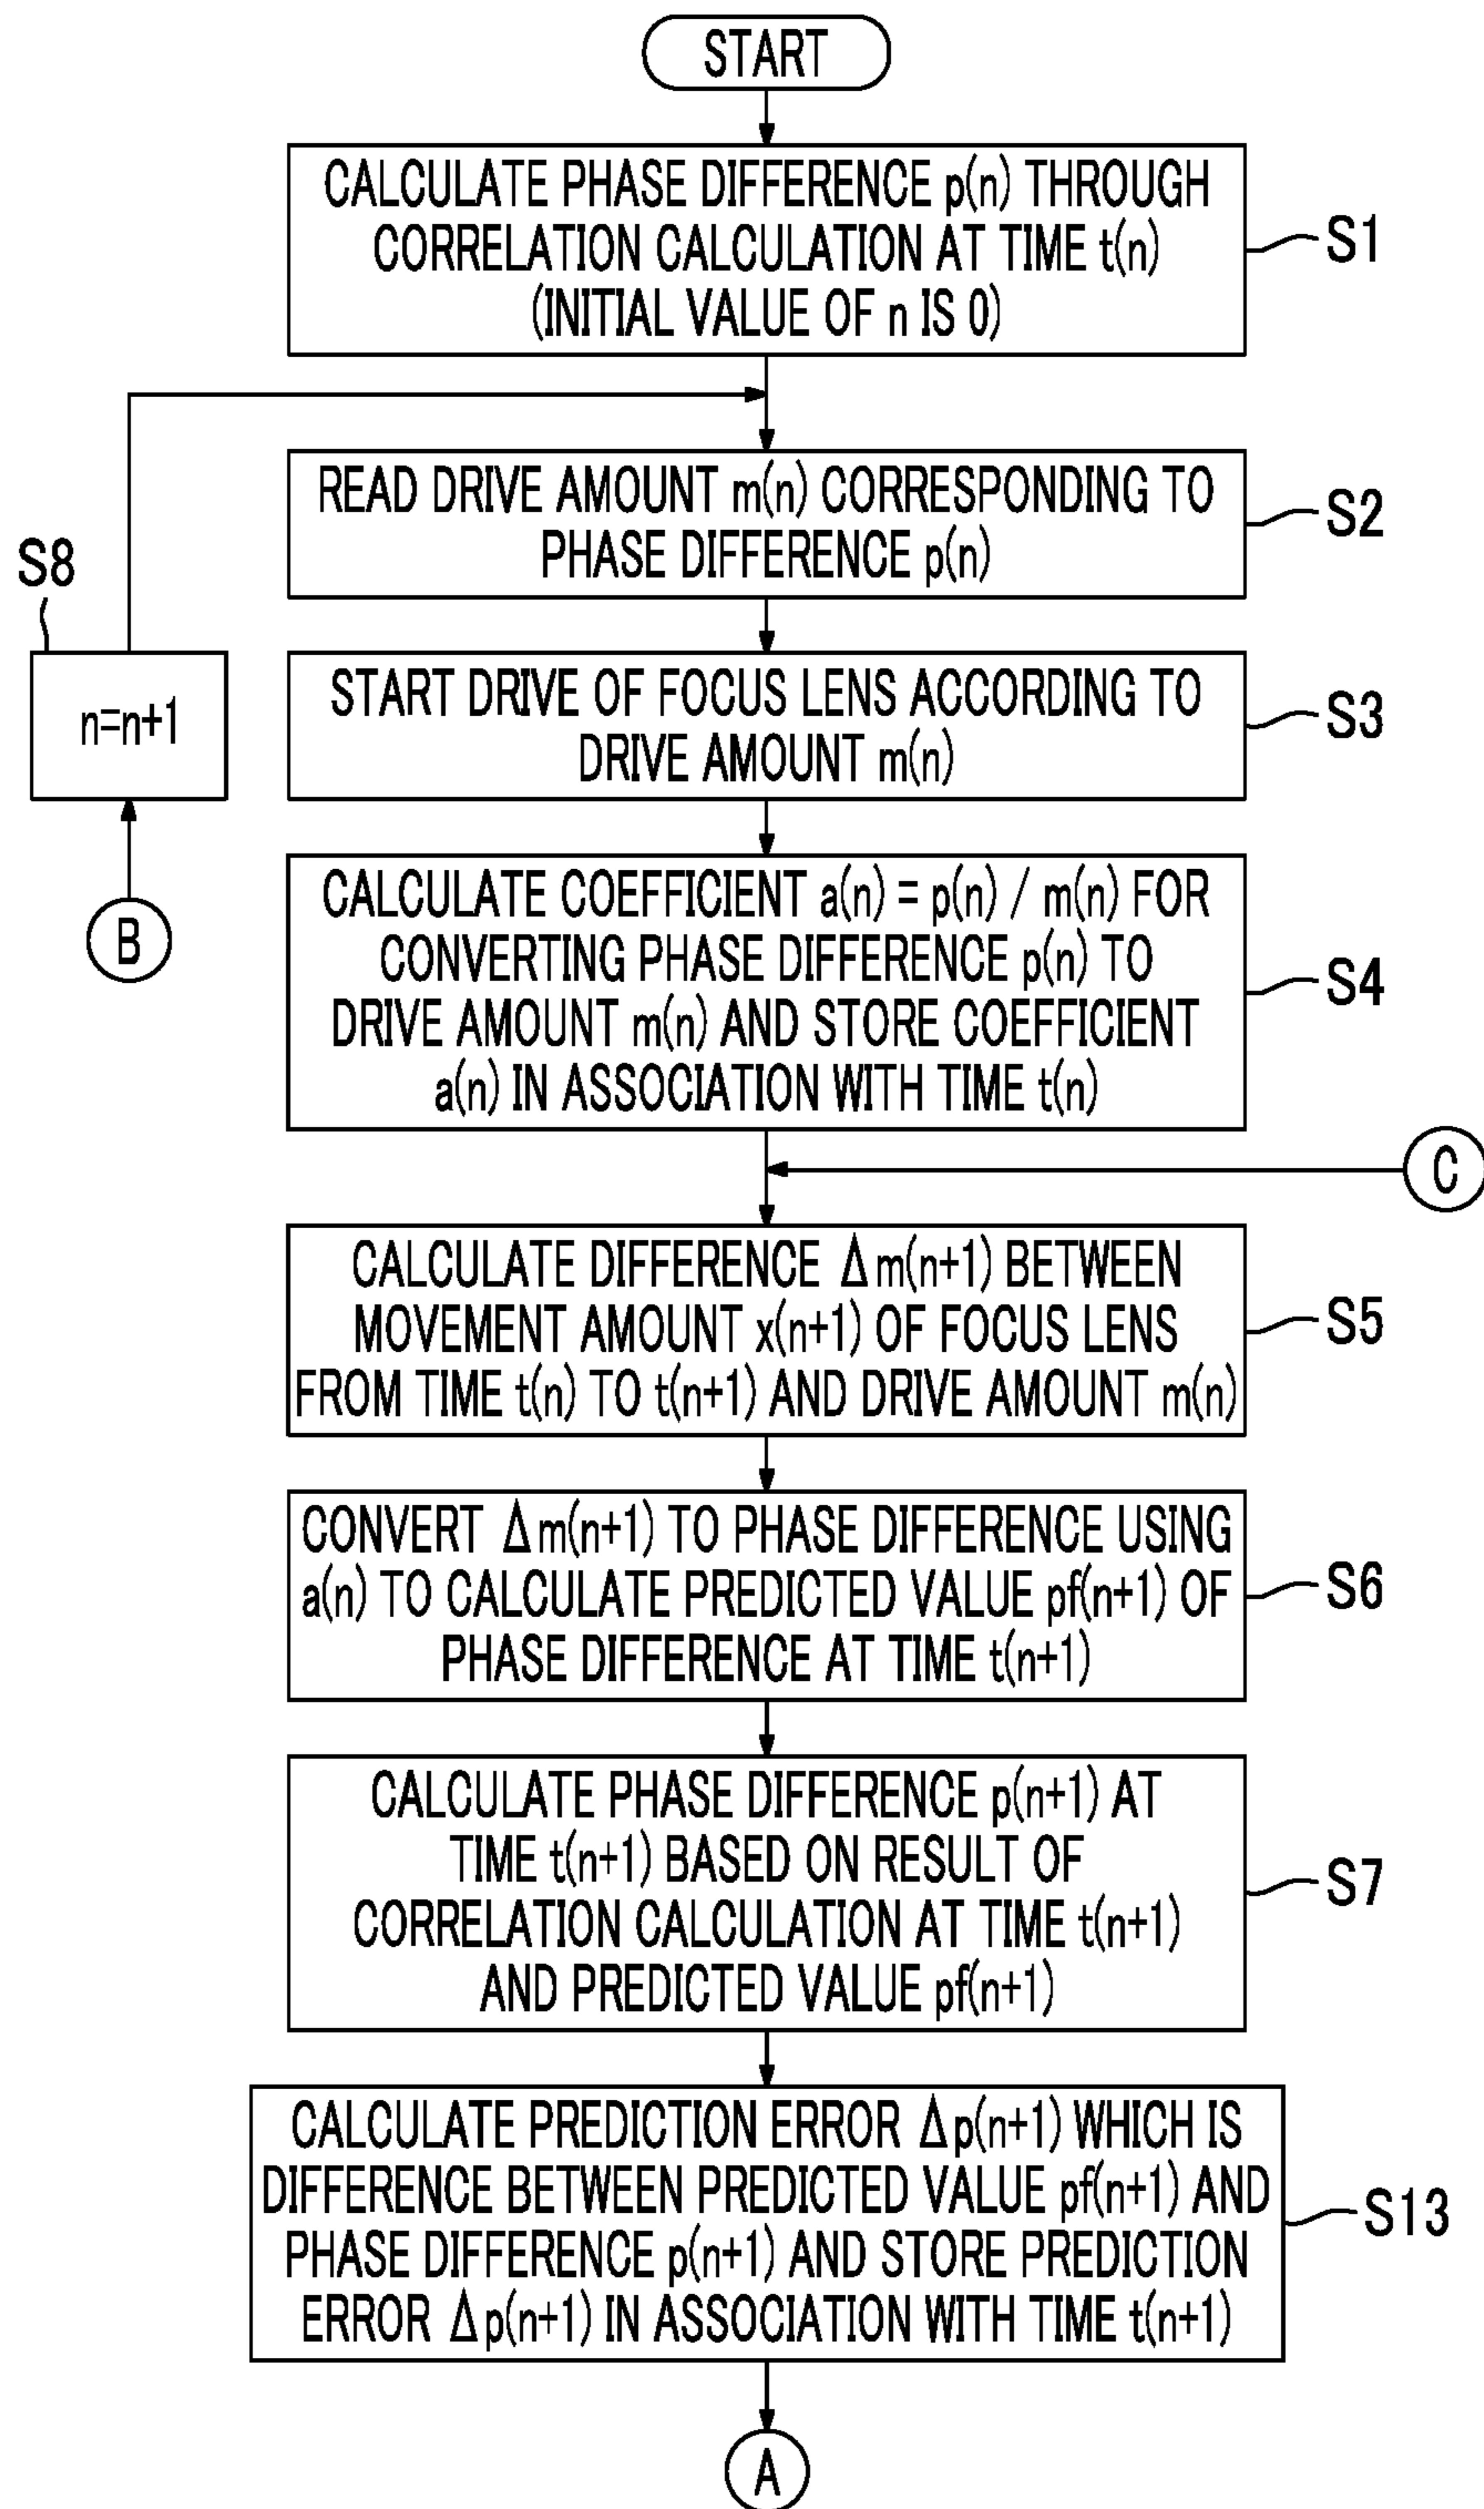 START
CALCULATE PHASE DIFFERENCE p(n) THROUGH
CORRELATION CALCULATION AT TIME t(n)
(INITIAL VALUE OF n IS 0)
S1
READ DRIVE AMOUNT m(n) CORRESPONDING TO
PHASE DIFFERENCE p(n)
S2
S8
n=n+1
B
START DRIVE OF FOCUS LENS ACCORDING TO
DRIVE AMOUNT m(n)
S3
CALCULATE COEFFICIENT a(n) = p(n) / m(n) FOR
CONVERTING PHASE DIFFERENCE p(n) TO
DRIVE AMOUNT m(n) AND STORE COEFFICIENT
a(n) IN ASSOCIATION WITH TIME t(n)
S4
C
CALCULATE DIFFERENCE Δm(n+1) BETWEEN
MOVEMENT AMOUNT x(n+1) OF FOCUS LENS
FROM TIME t(n) TO t(n+1) AND DRIVE AMOUNT m(n)
S5
CONVERT Δm(n+1) TO PHASE DIFFERENCE USING
a(n) TO CALCULATE PREDICTED VALUE pf(n+1) OF
PHASE DIFFERENCE AT TIME t(n+1)
S6
CALCULATE PHASE DIFFERENCE p(n+1) AT
TIME t(n+1) BASED ON RESULT OF
CORRELATION CALCULATION AT TIME t(n+1)
AND PREDICTED VALUE pf(n+1)
S7
CALCULATE PREDICTION ERROR Δp(n+1) WHICH IS
DIFFERENCE BETWEEN PREDICTED VALUE pf(n+1) AND
PHASE DIFFERENCE p(n+1) AND STORE PREDICTION
ERROR Δp(n+1) IN ASSOCIATION WITH TIME t(n+1)
S13
A